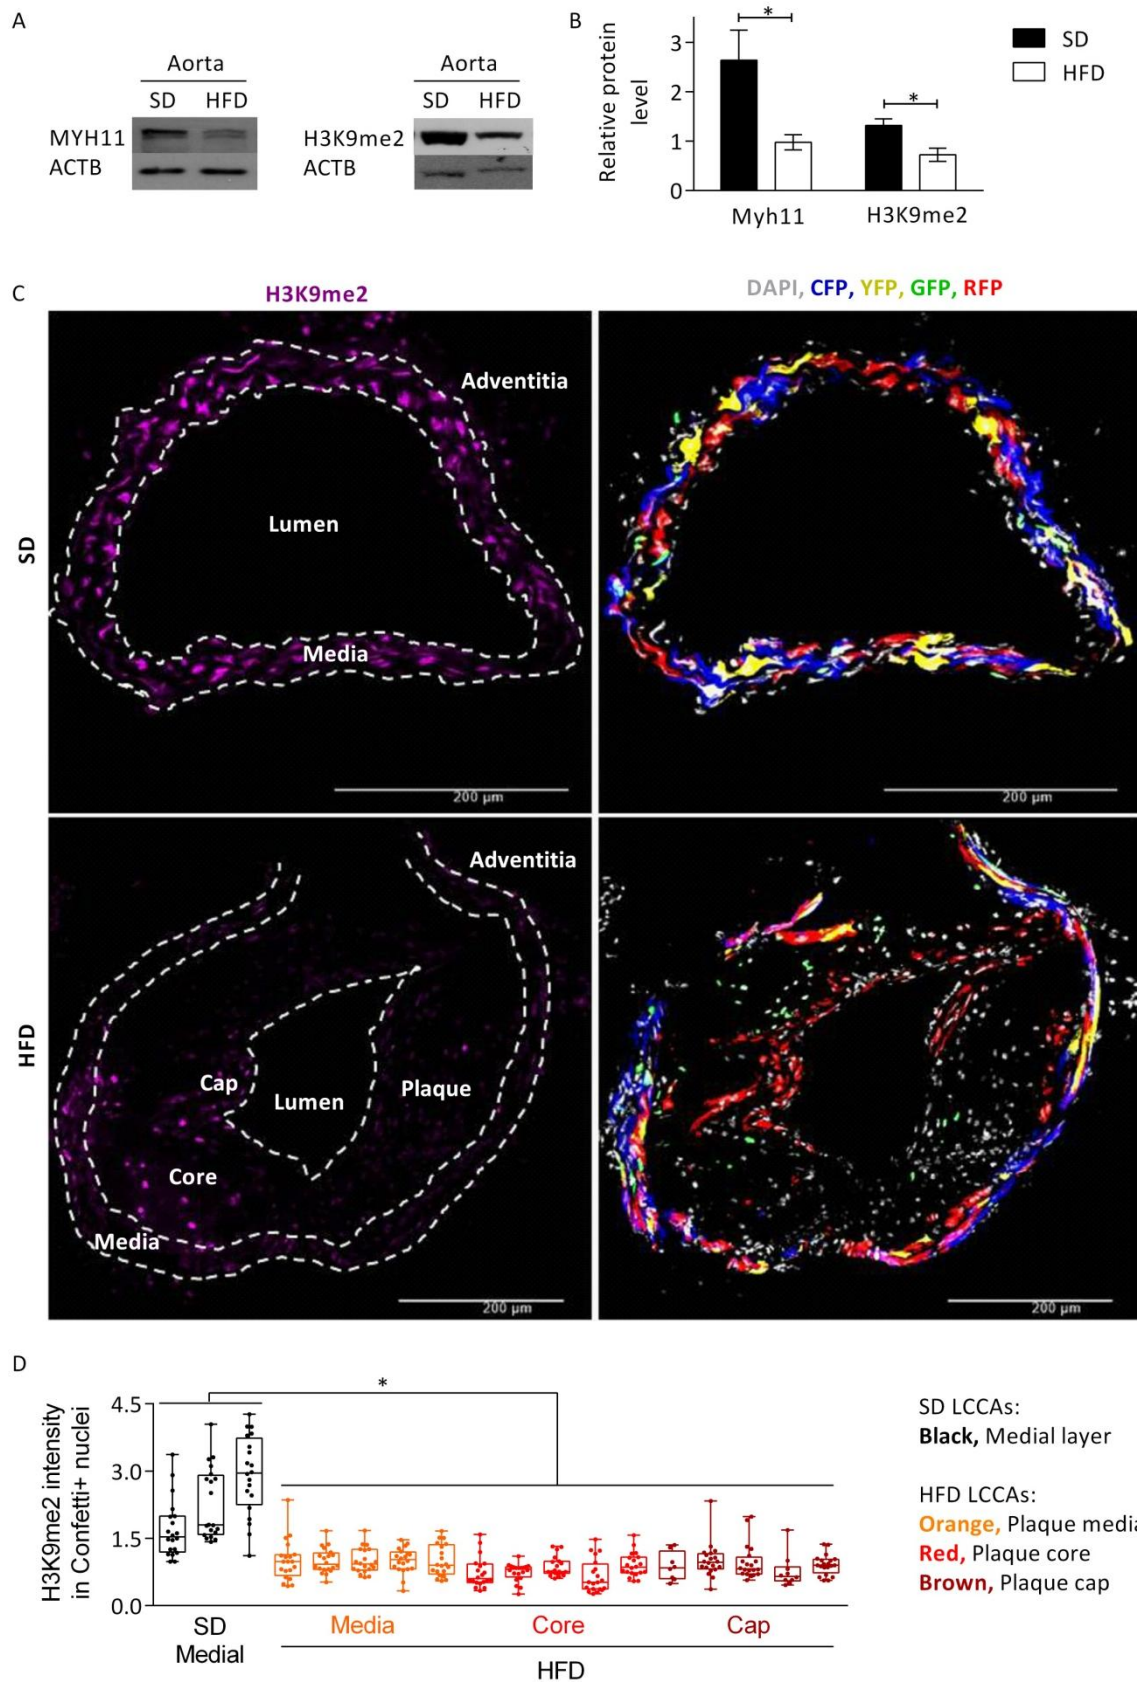 A
Aorta
SD HFD
MYH11
ACTB
Aorta
SD HFD
H3K9me2
ACTB
B
Relative protein
level
3
2
1
0
* *
Myh11 H3K9me2
SD
HFD
C
H3K9me2
DAPI, CFP, YFP, GFP, RFP
SD
Adventitia
Lumen
Media
200 µm
200 µm
HFD
Adventitia
Cap
Lumen
Plaque
Core
Media
200 µm
200 µm
D
H3K9me2 intensity
in Confetti+ nuclei
4.5
3.0
1.5
0.0
*
SD
Medial
Media Core Cap
HFD
SD LCCAs:
Black, Medial layer
HFD LCCAs:
Orange, Plaque media
Red, Plaque core
Brown, Plaque cap